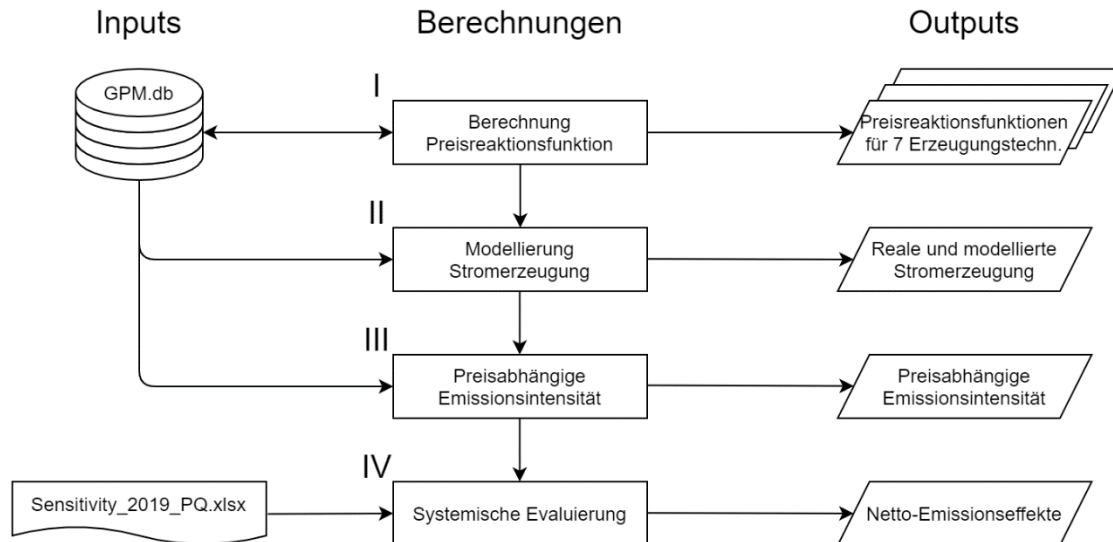 Inputs
Berechnungen
Outputs
GPM.db
I
Berechnung
Preisreaktionsfunktion
Preisreaktionsfunktionen
für 7 Erzeugungstechn.
II
Modellierung
Stromerzeugung
Reale und modellierte
Stromerzeugung
III
Preisabhängige
Emissionsintensität
Preisabhängige
Emissionsintensität
IV
Sensitivity_2019_PQ.xlsx
Systemische Evaluierung
Netto-Emissionseffekte